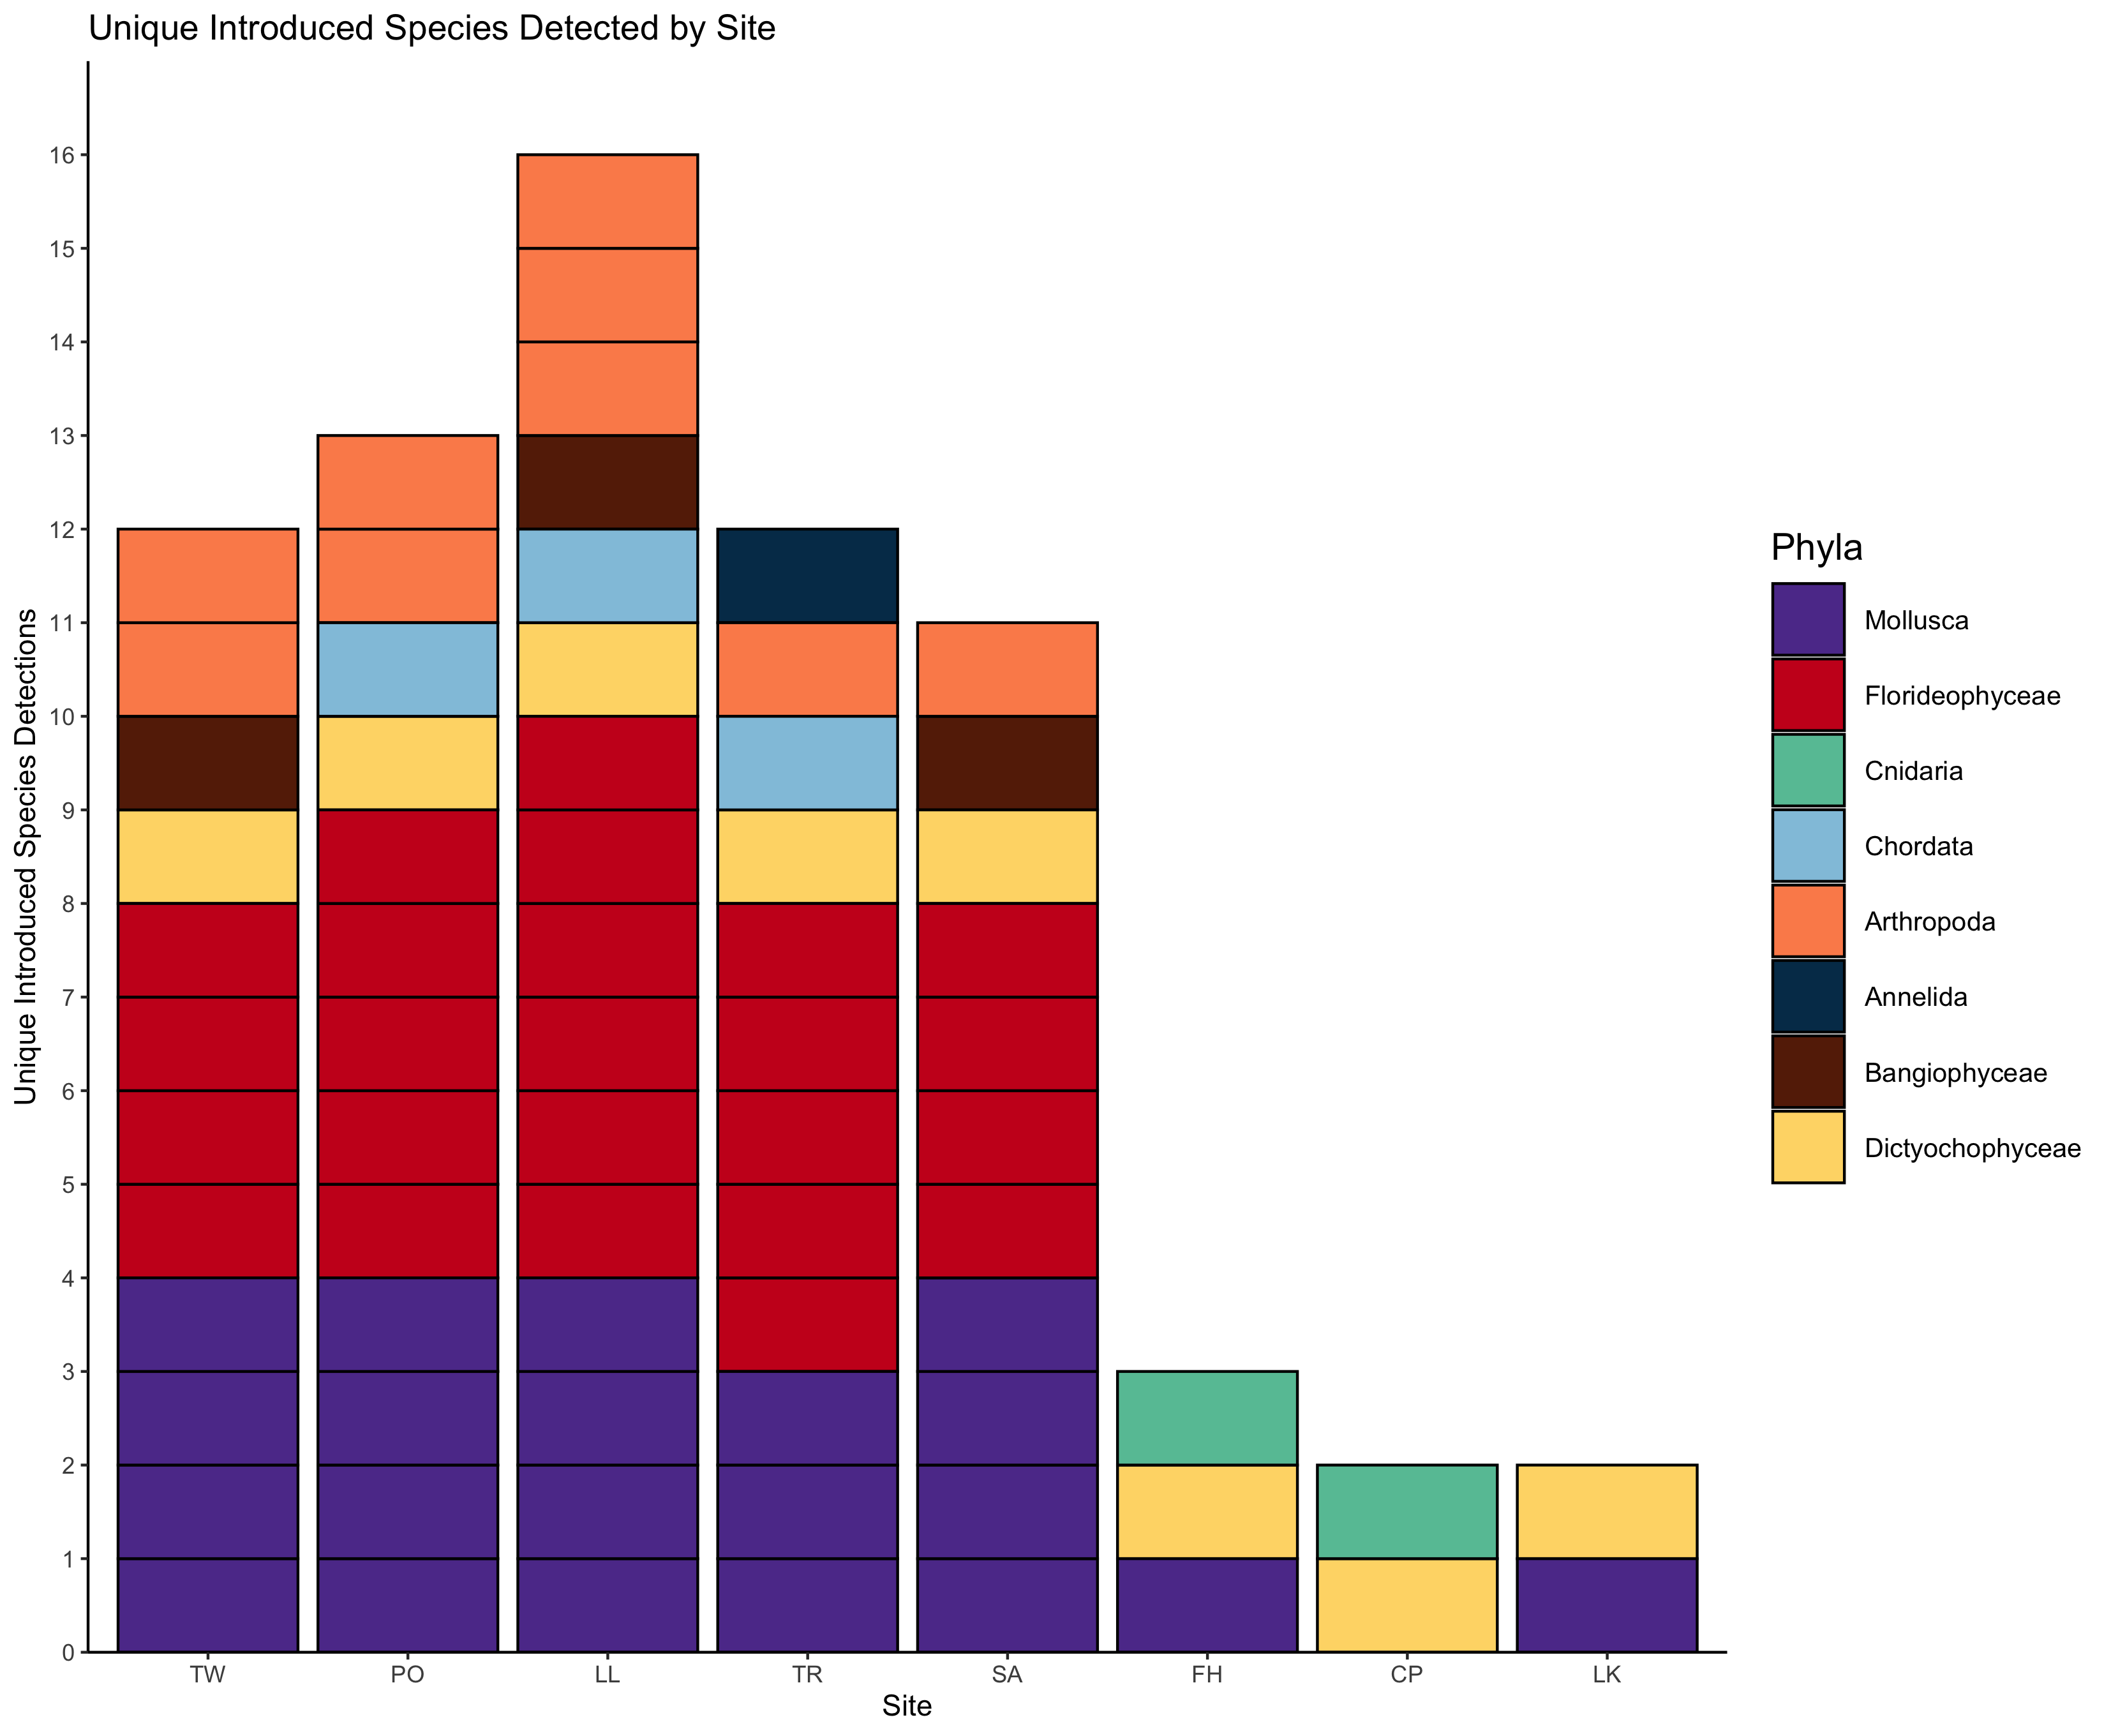 Unique Introduced Species Detected by Site
Unique Introduced Species Detections
16
15
14
13
12
11
10
9
8
7
6
5
4
3
2
1
0
TW PO LL TR SA FH CP LK
Site
Phyla
Mollusca
Florideophyceae
Cnidaria
Chordata
Arthropoda
Annelida
Bangiophyceae
Dictyochophyceae